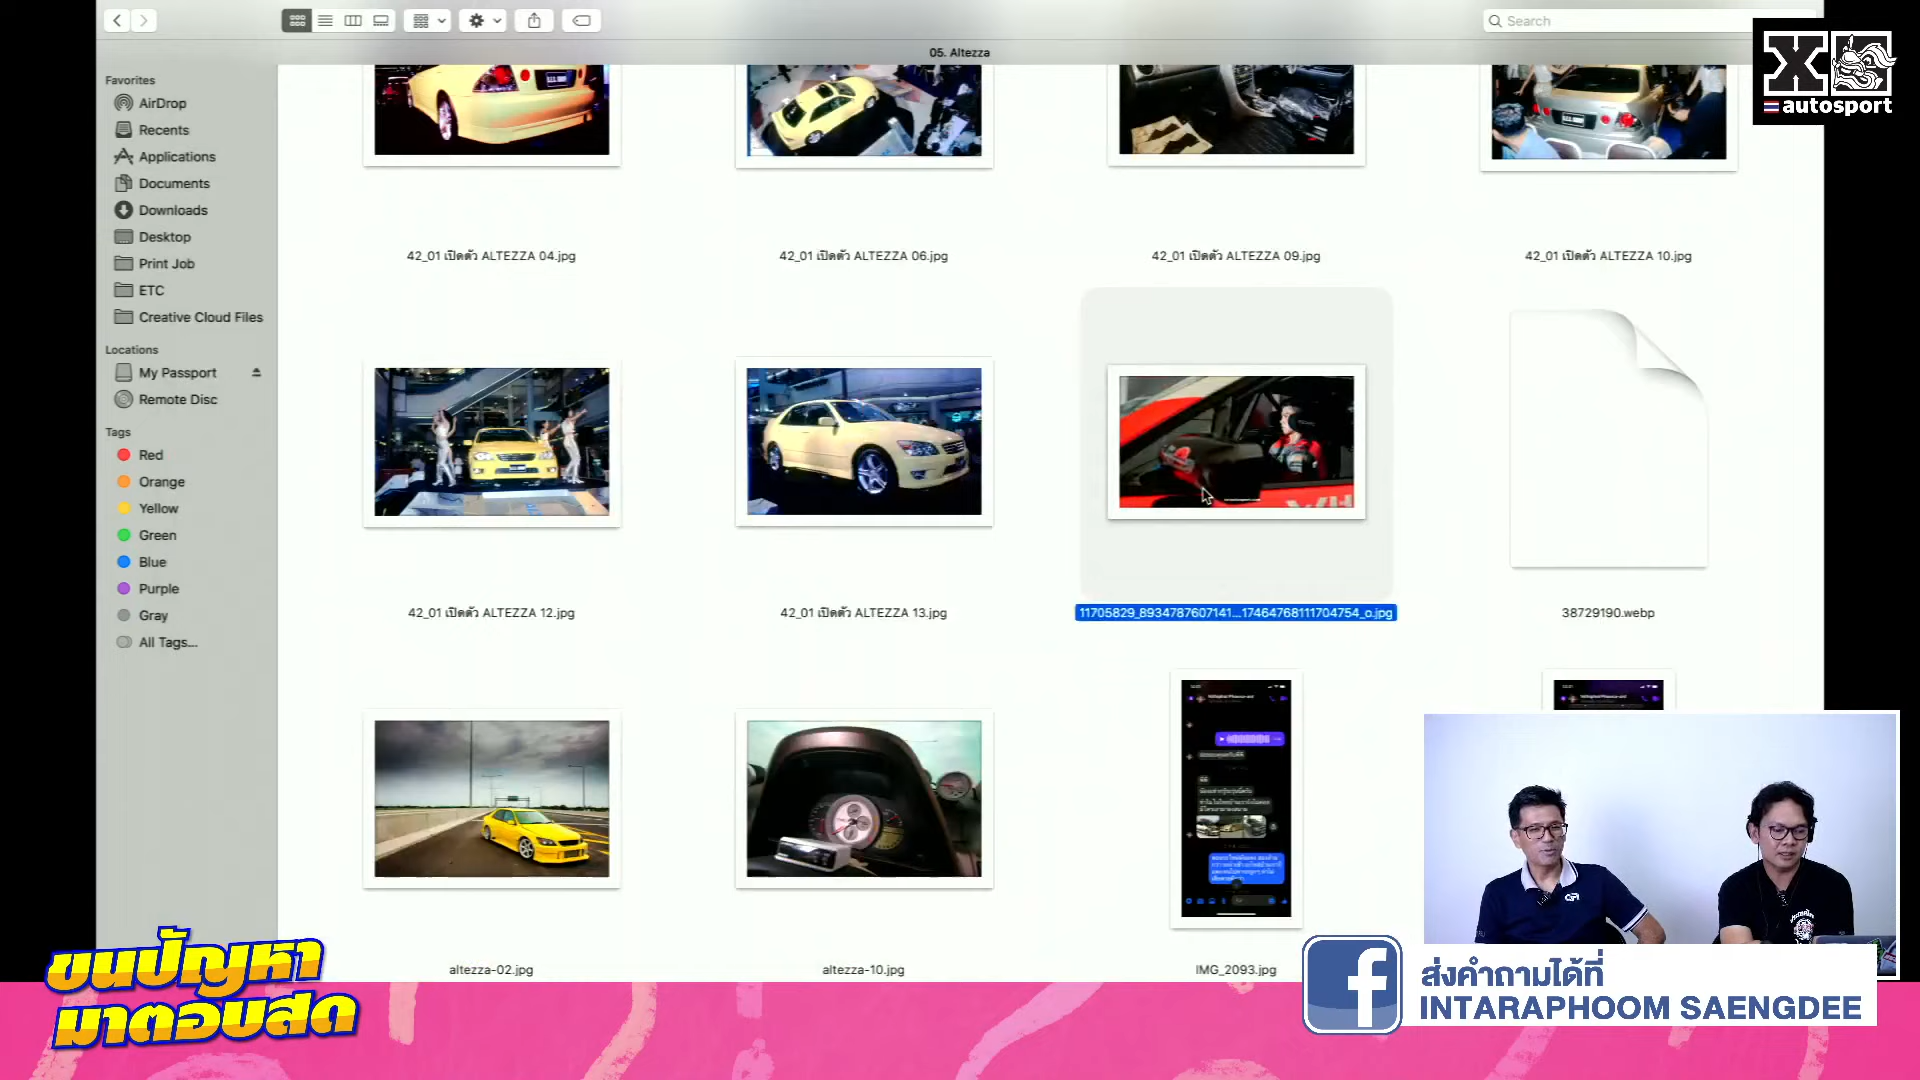 Search
05. Altezza
XO
autosport
Favorites
AirDrop
Recents
Applications
Documents
Downloads
Desktop
Print Job
ETC
Creative Cloud Files
Locations
My Passport
Remote Disc
Tags
Red
Orange
Yellow
Green
Blue
Purple
Gray
All Tags...
42_01 เปิดตัว ALTEZZA 04.jpg
42_01 เปิดตัว ALTEZZA 06.jpg
42_01 เปิดตัว ALTEZZA 09.jpg
42_01 เปิดตัว ALTEZZA 10.jpg
42_01 เปิดตัว ALTEZZA 12.jpg
42_01 เปิดตัว ALTEZZA 13.jpg
11705829_8934787607141...17464768111704754_o.jpg
38729190.webp
altezza-02.jpg
altezza-10.jpg
IMG_2093.jpg
ขนปัญหา
มาตอบสด
ส่งคำถามได้ที่
INTARAPHOOM SAENGDEE